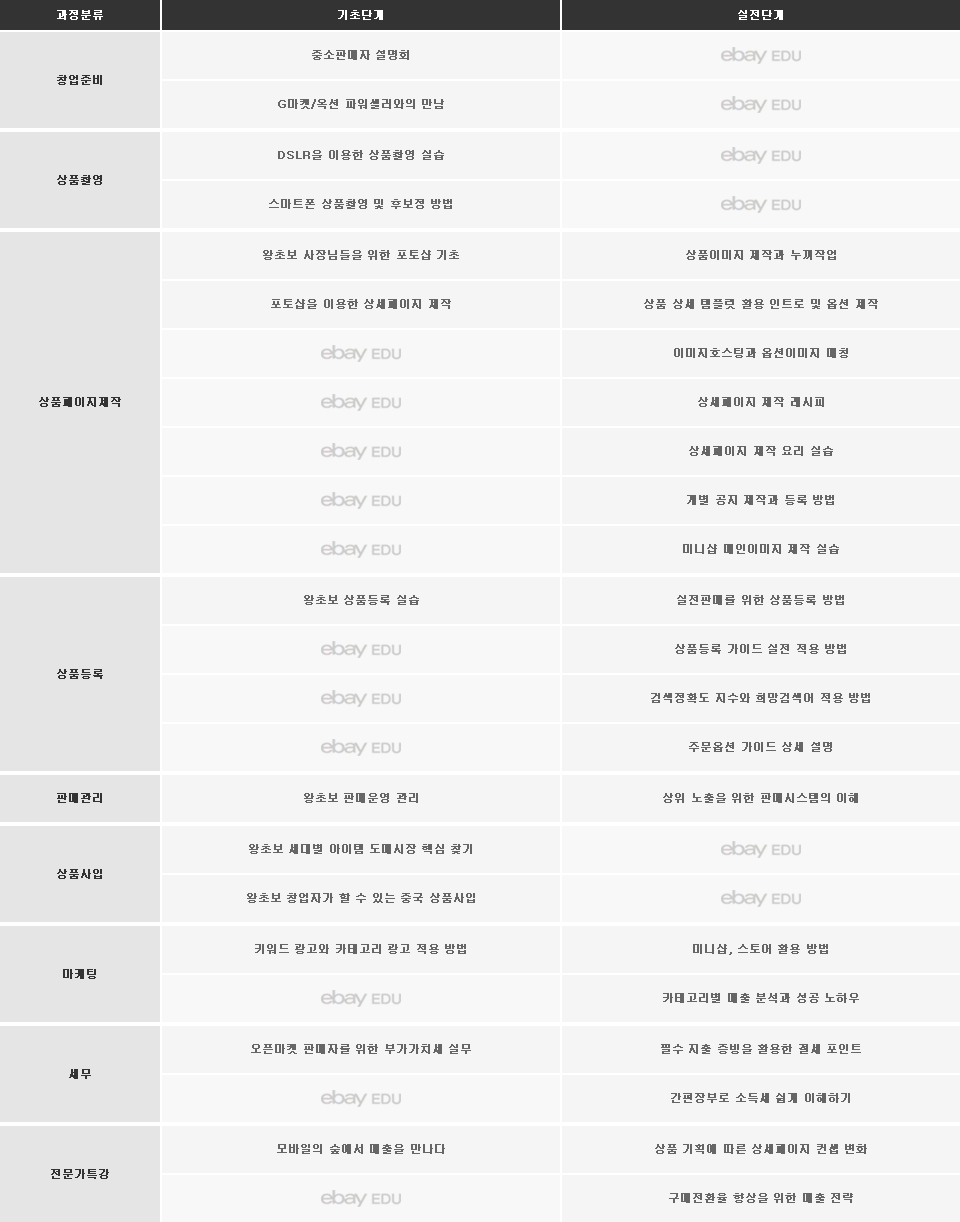 과정분류 기초단계 실전단계
창업준비
중소판매자 설명회 ebay EDU
G마켓/옥션 파워셀러와의 만남 ebay EDU
상품촬영
DSLR을 이용한 상품촬영 실습 ebay EDU
스마트폰 상품촬영 및 후보정 방법 ebay EDU
상품페이지제작
왕초보 사장님들을 위한 포토샵 기초 상품이미지 제작과 누끼작업
포토샵을 이용한 상세페이지 제작 상품 상세 템플릿 활용 인트로 및 옵션 제작
ebay EDU 이미지호스팅과 옵션이미지 매칭
ebay EDU 상세페이지 제작 레시피
ebay EDU 상세페이지 제작 요리 실습
ebay EDU 개별 공지 제작과 등록 방법
ebay EDU 미니샵 메인이미지 제작 실습
상품등록
왕초보 상품등록 실습 실전판매를 위한 상품등록 방법
ebay EDU 상품등록 가이드 실전 적용 방법
ebay EDU 검색정확도 지수와 희망검색어 적용 방법
ebay EDU 주문옵션 가이드 상세 설명
판매관리 왕초보 판매운영 관리 상위 노출을 위한 판매시스템의 이해
상품사입
왕초보 세대별 아이템 도매시장 핵심 찾기 ebay EDU
왕초보 창업자가 할 수 있는 중국 상품사입 ebay EDU
마케팅
키워드 광고와 카테고리 광고 적용 방법 미니샵, 스토어 활용 방법
ebay EDU 카테고리별 매출 분석과 성공 노하우
세무
오픈마켓 판매자를 위한 부가가치세 실무 필수 지출 증빙을 활용한 절세 포인트
ebay EDU 간편장부로 소득세 쉽게 이해하기
전문가특강
모바일의 숲에서 매출을 만나다 상품 기획에 따른 상세페이지 컨셉 변화
ebay EDU 구매전환율 향상을 위한 매출 전략